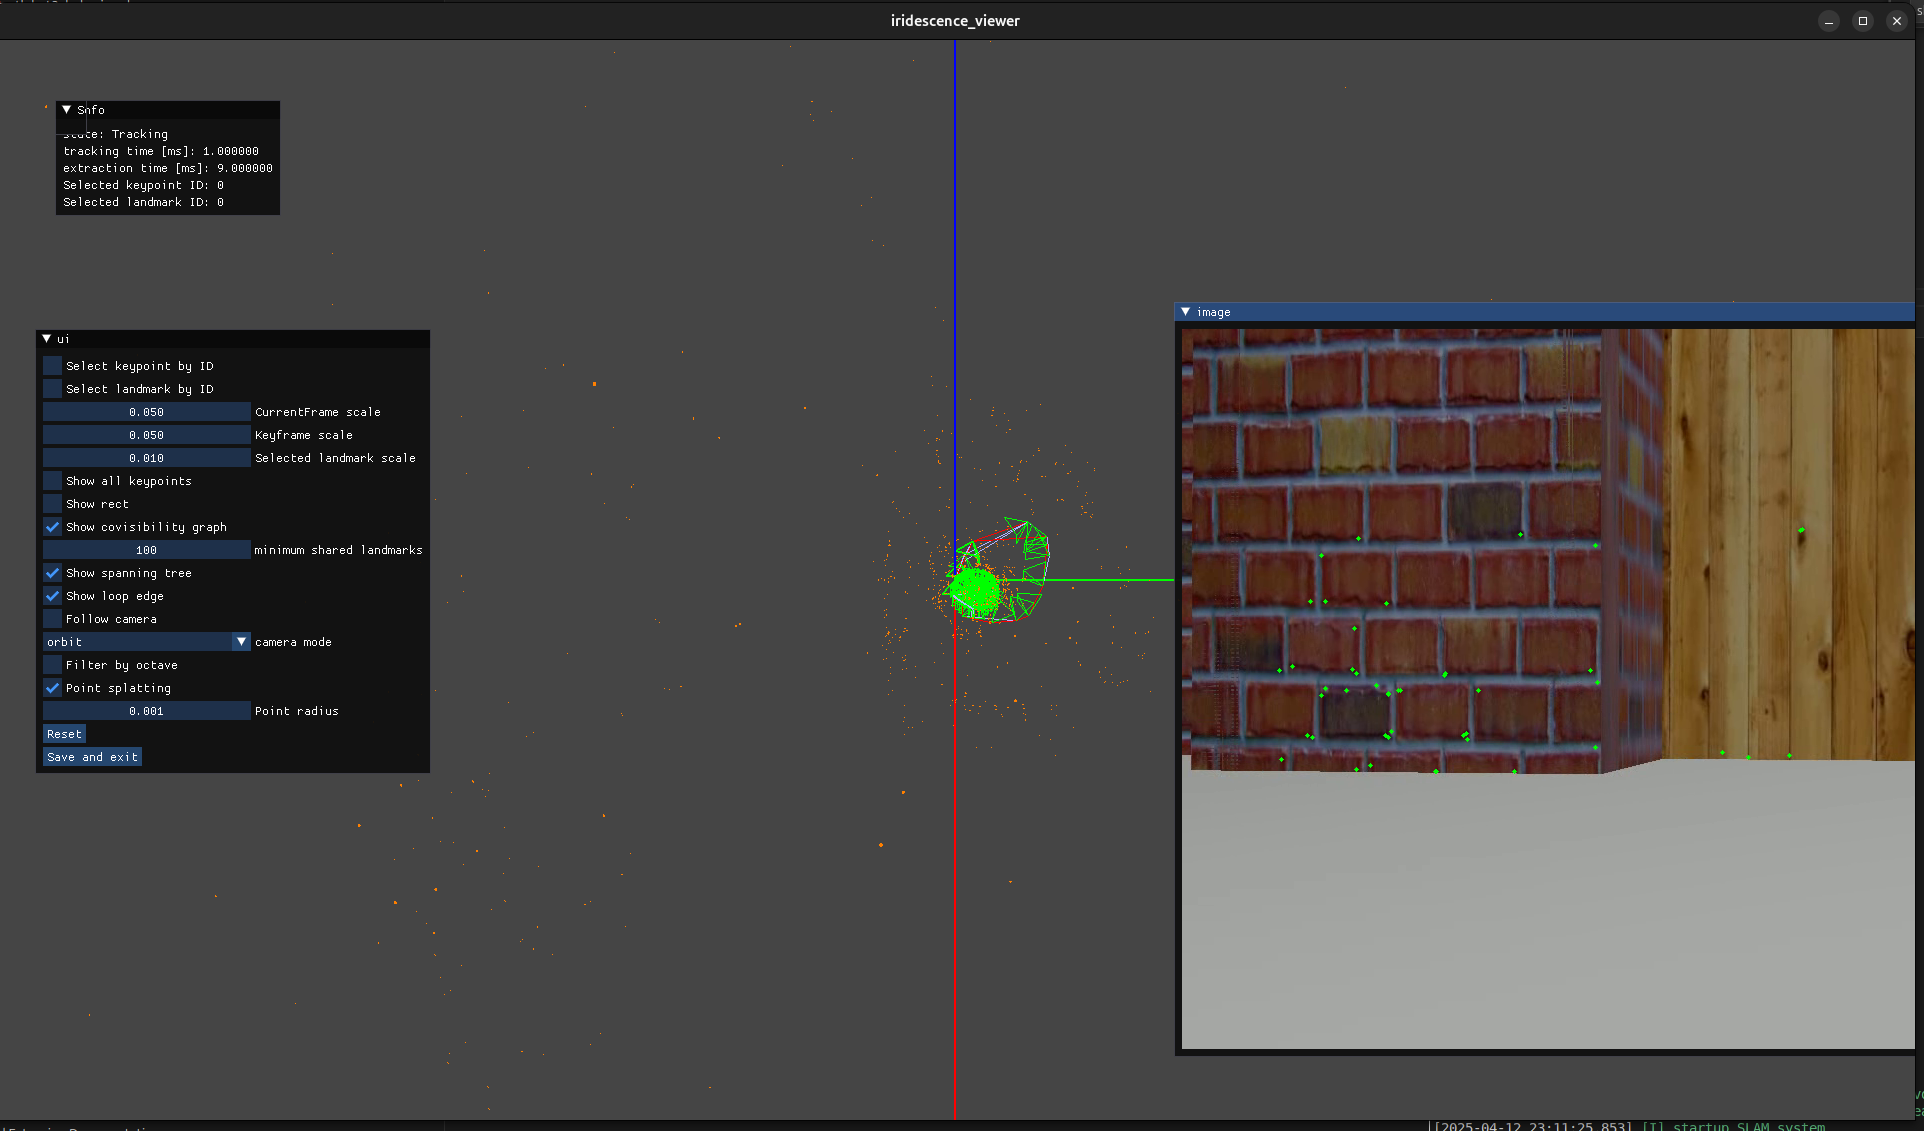 iridescence_viewer
state: Tracking
tracking time [ms]: 1.000000
extraction time [ms]: 9.000000
Selected keypoint ID: 0
Selected landmark ID: 0
image
ui
Select keypoint by ID
Select landmark by ID
0.050 CurrentFrame scale
0.050 Keyframe scale
0.010 Selected landmark scale
Show all keypoints
Show rect
Show covisibility graph
100 minimum shared landmarks
Show spanning tree
Show loop edge
Follow camera
orbit camera mode
Filter by octave
Point splatting
0.001 Point radius
Reset
Save and exit
[2025-04-12 23:11:25.853] [I] startup SLAM system